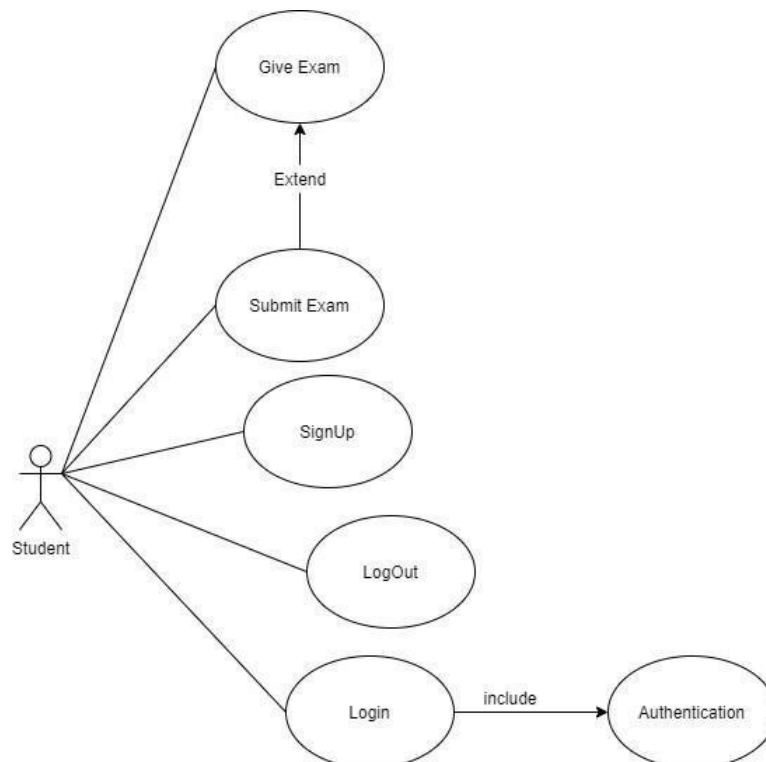 Give Exam
Extend
Submit Exam
SignUp
Student
LogOut
Login
include
Authentication